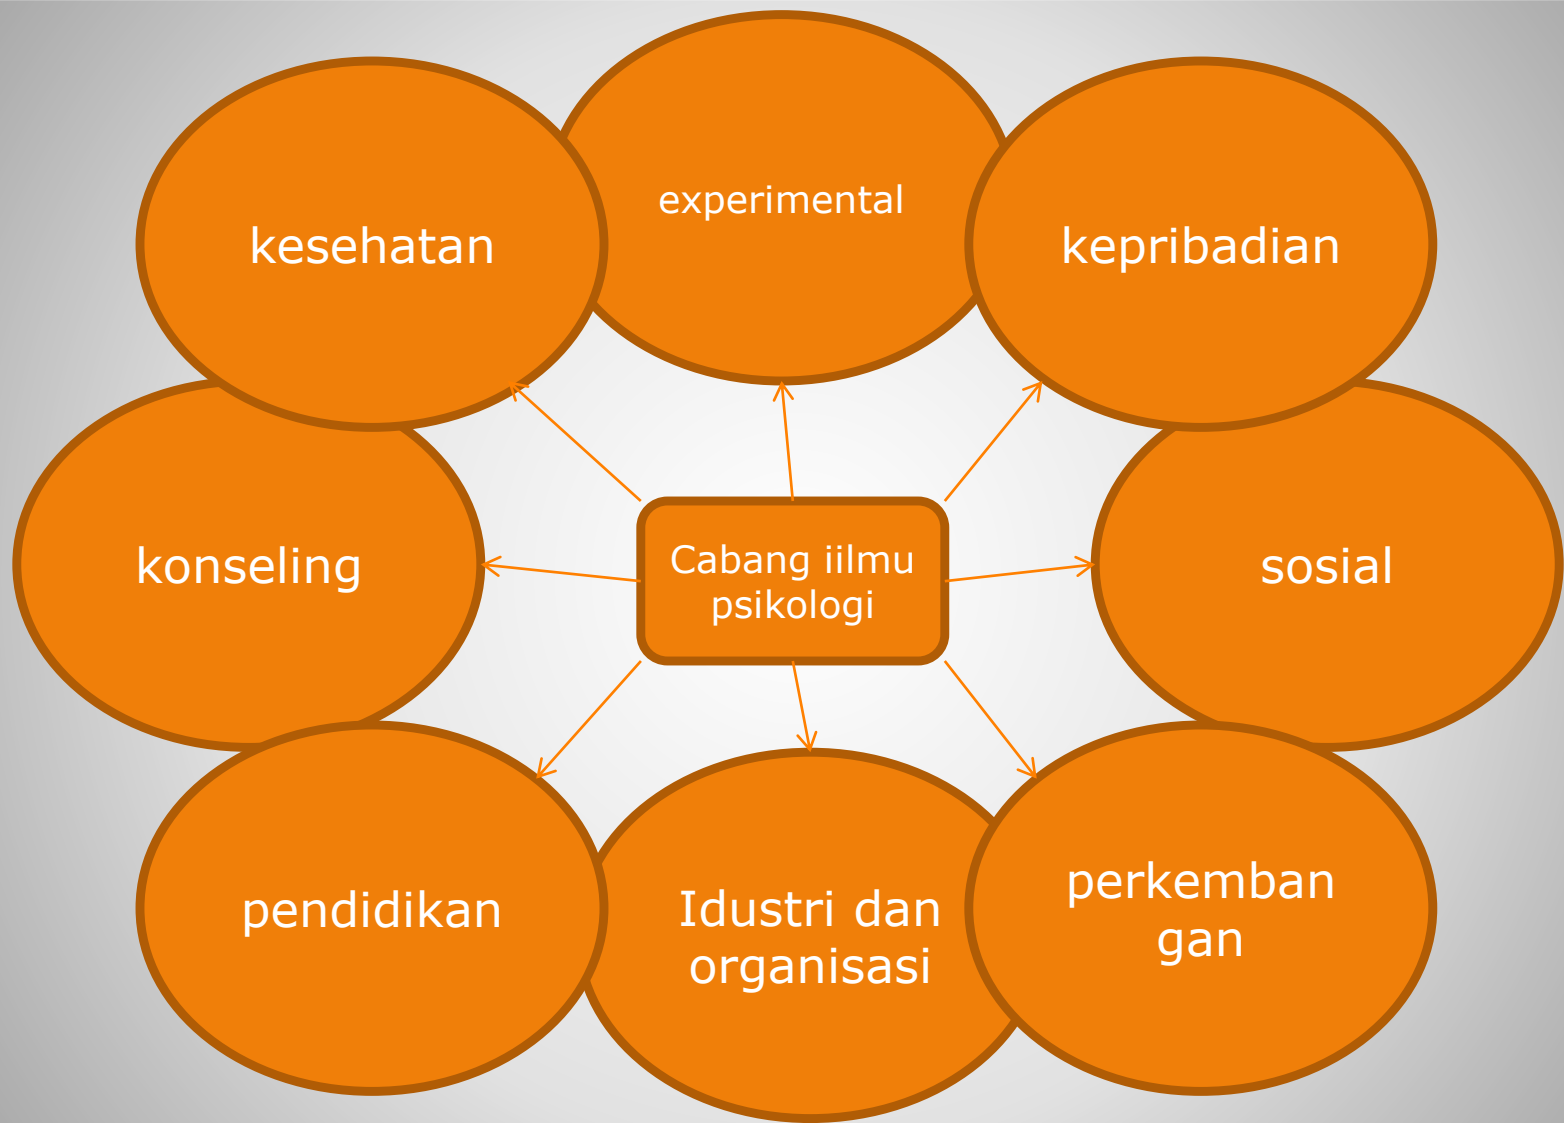 experimental
kesehatan
kepribadian
konseling
Cabang iilmu
psikologi
sosial
pendidikan
Idustri dan
organisasi
perkemban
gan